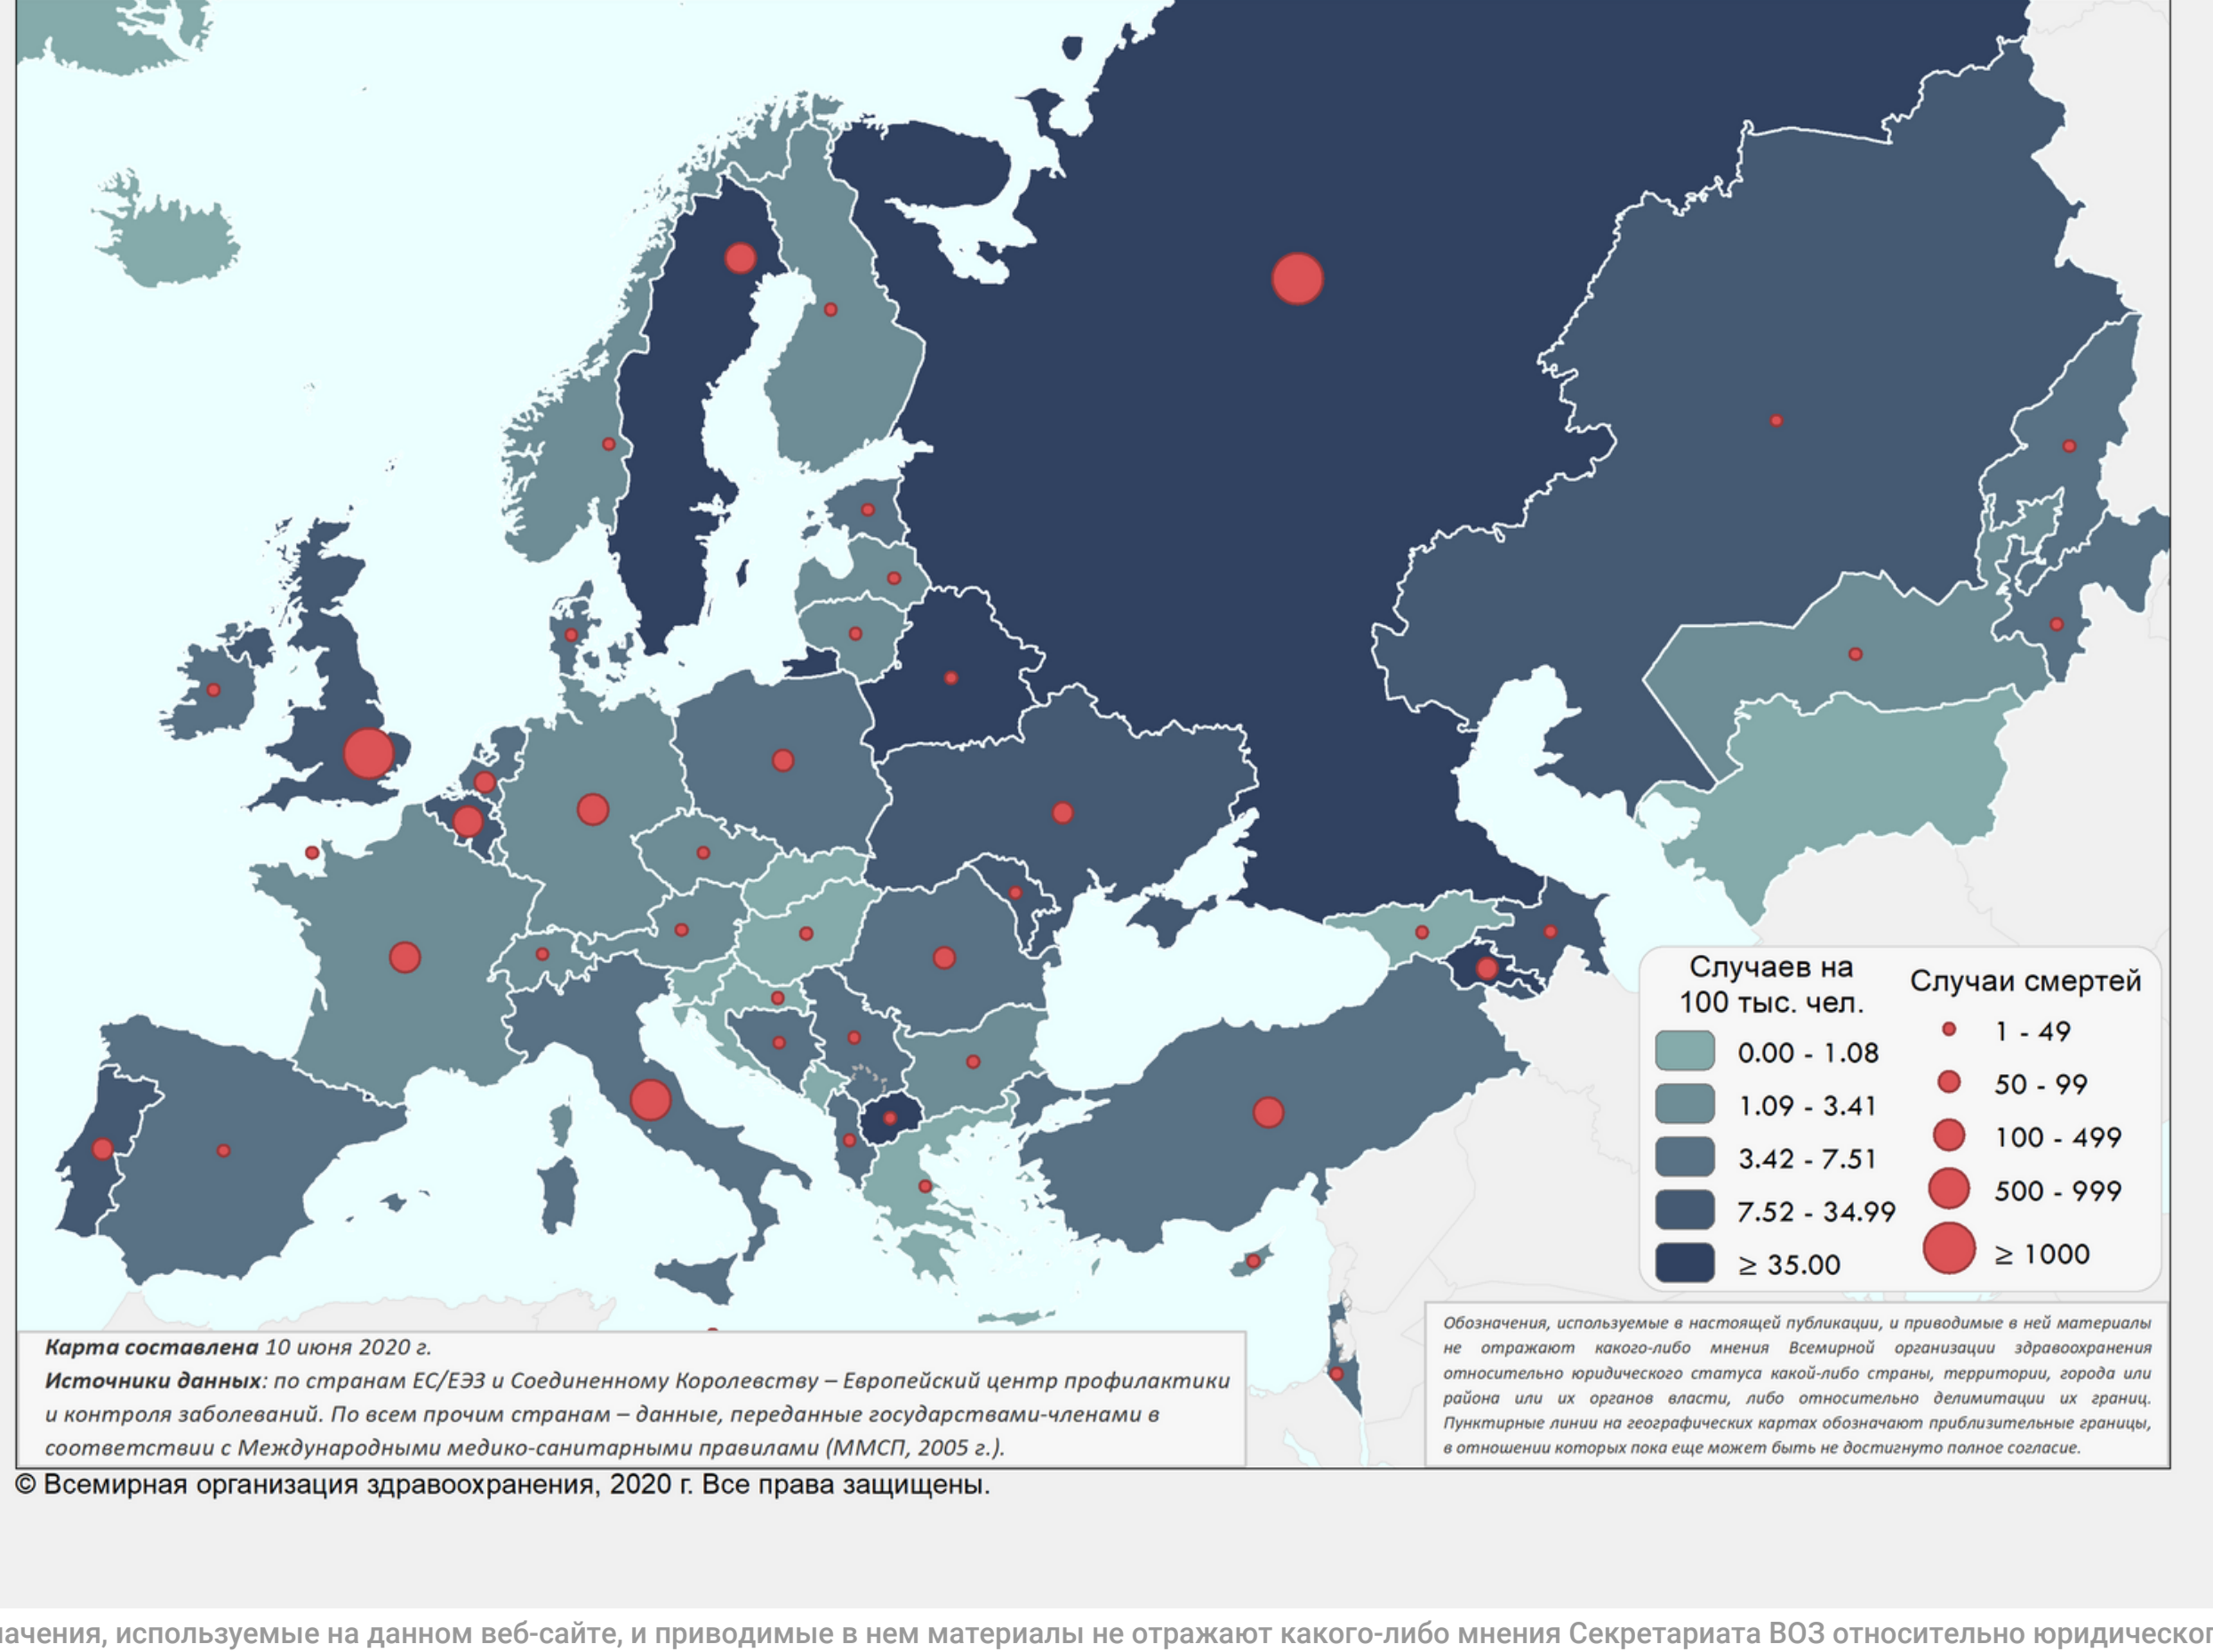 Случаев на
100 тыс. чел.
0.00 - 1.08
1.09 - 3.41
3.42 - 7.51
7.52 - 34.99
≥ 35.00
Случаи смертей
1 - 49
50 - 99
100 - 499
500 - 999
≥ 1000
Карта составлена 10 июня 2020 г.
Источники данных: по странам ЕС/ЕЭЗ и Соединенному Королевству – Европейский центр профилактики
и контроля заболеваний. По всем прочим странам – данные, переданные государствами-членами в
соответствии с Международными медико-санитарными правилами (ММСП, 2005 г.).
Обозначения, используемые в настоящей публикации, и приводимые в ней материалы
не отражают какого-либо мнения Всемирной организации здравоохранения
относительно юридического статуса какой-либо страны, территории, города или
района или их органов власти, либо относительно делимитации их границ.
Пунктирные линии на географических картах обозначают приблизительные границы,
в отношении которых пока еще может быть не достигнуто полное согласие.
© Всемирная организация здравоохранения, 2020 г. Все права защищены.
начения, используемые на данном веб-сайте, и приводимые в нем материалы не отражают какого-либо мнения Секретариата ВОЗ относительно юридическог